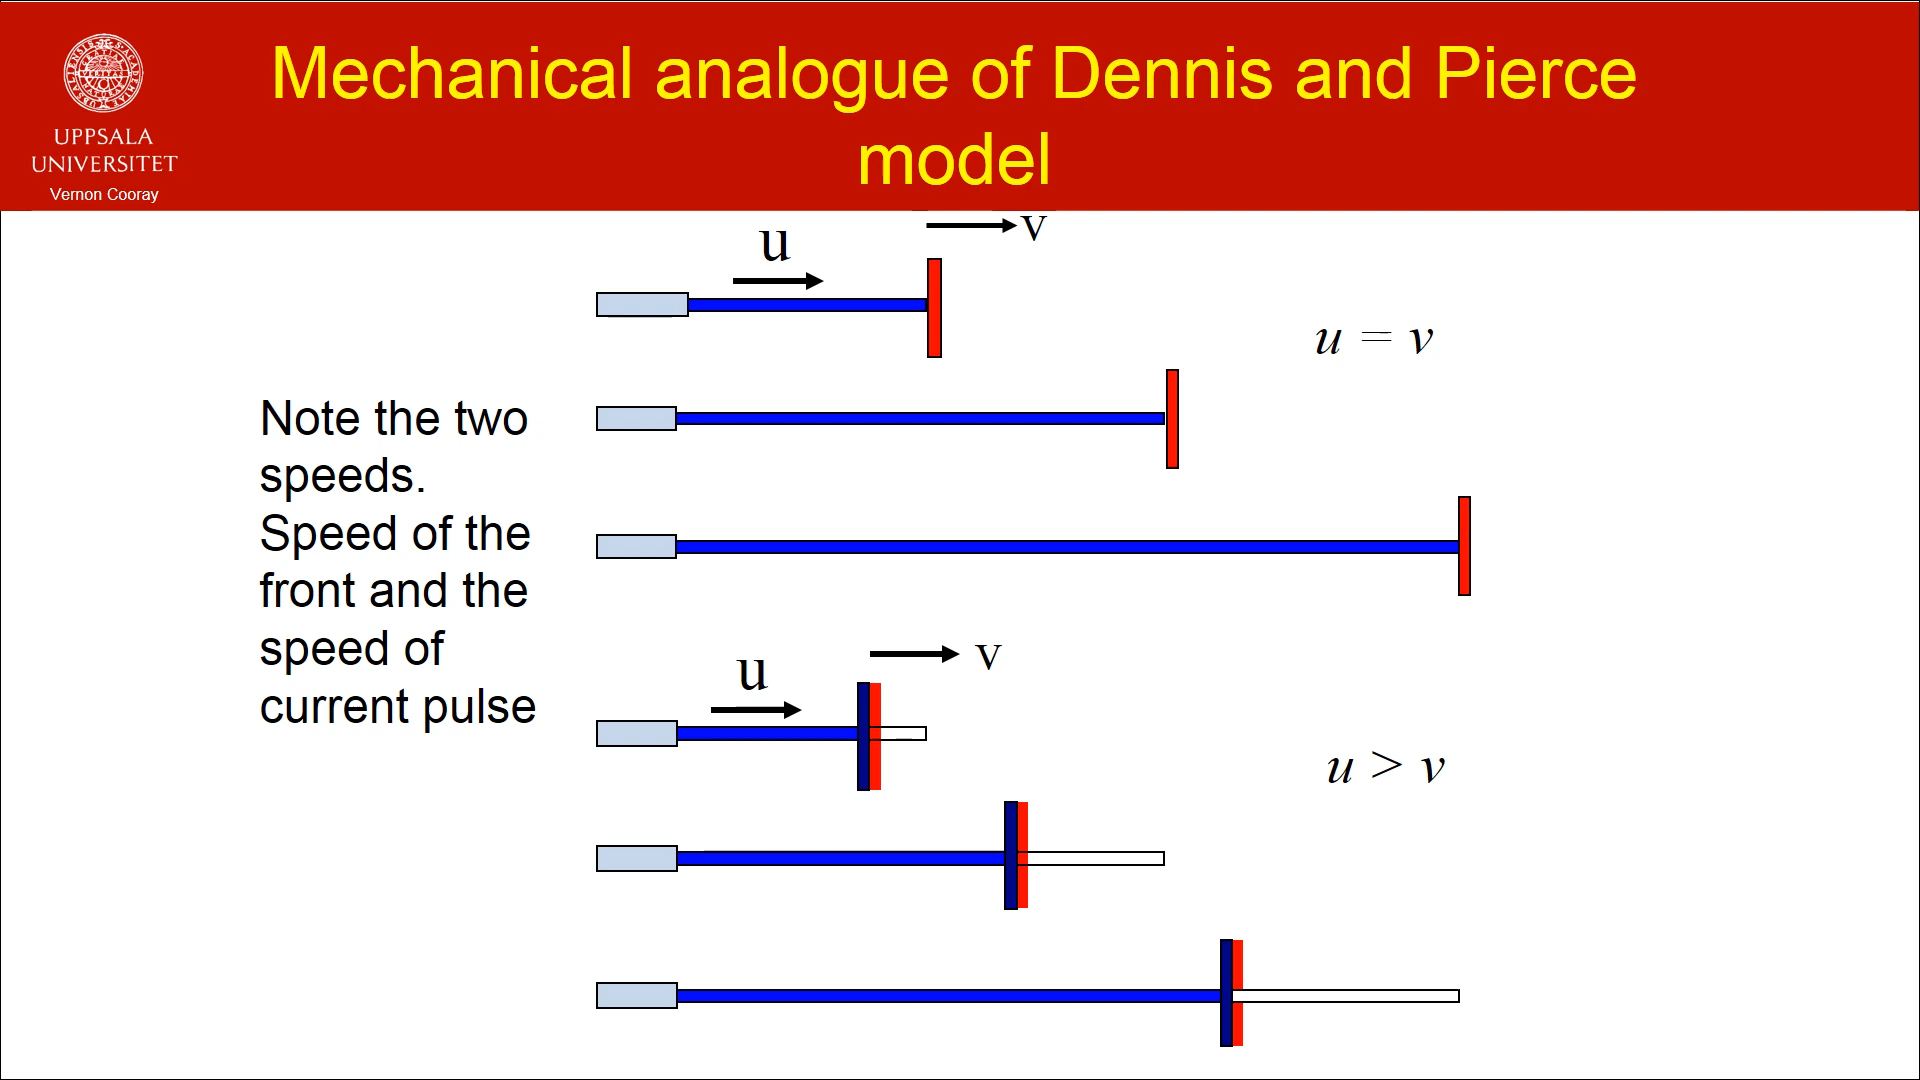 Mechanical analogue of Dennis and Pierce
model
UPPSALA
UNIVERSITET
Vernon Cooray
v
u
u = v
Note the two
speeds.
Speed of the
front and the
speed of
current pulse
v
u
u > v